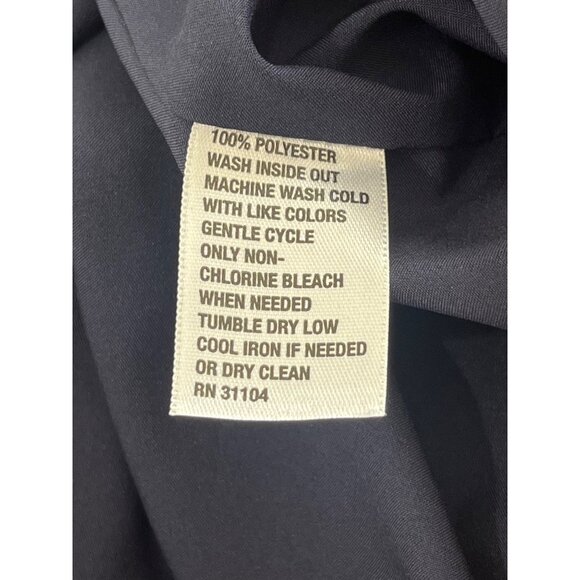 100% POLYESTER
WASH INSIDE OUT
MACHINE WASH COLD
WITH LIKE COLORS
GENTLE CYCLE
ONLY NON-
CHLORINE BLEACH
WHEN NEEDED
TUMBLE DRY LOW
COOL IRON IF NEEDED
OR DRY CLEAN
RN 31104